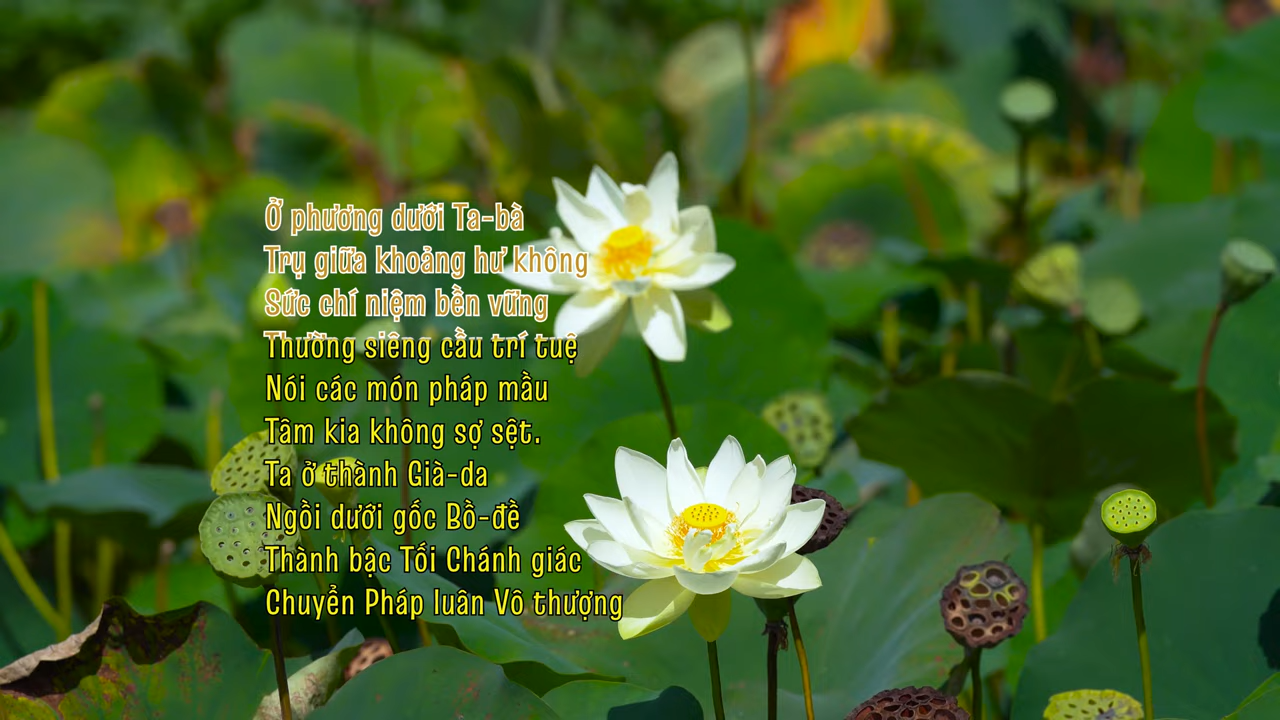 Ở phương dưới Ta-bà
Trụ giữa khoảng hư không
Sức chí niệm bền vững
Thường siêng cầu trí tuệ
Nói các món pháp mầu
Tâm kia không sợ sệt.
Ta ở thành Già-da
Ngồi dưới gốc Bồ-đề
Thành bậc Tối Chánh giác
Chuyển Pháp luân Vô thượng